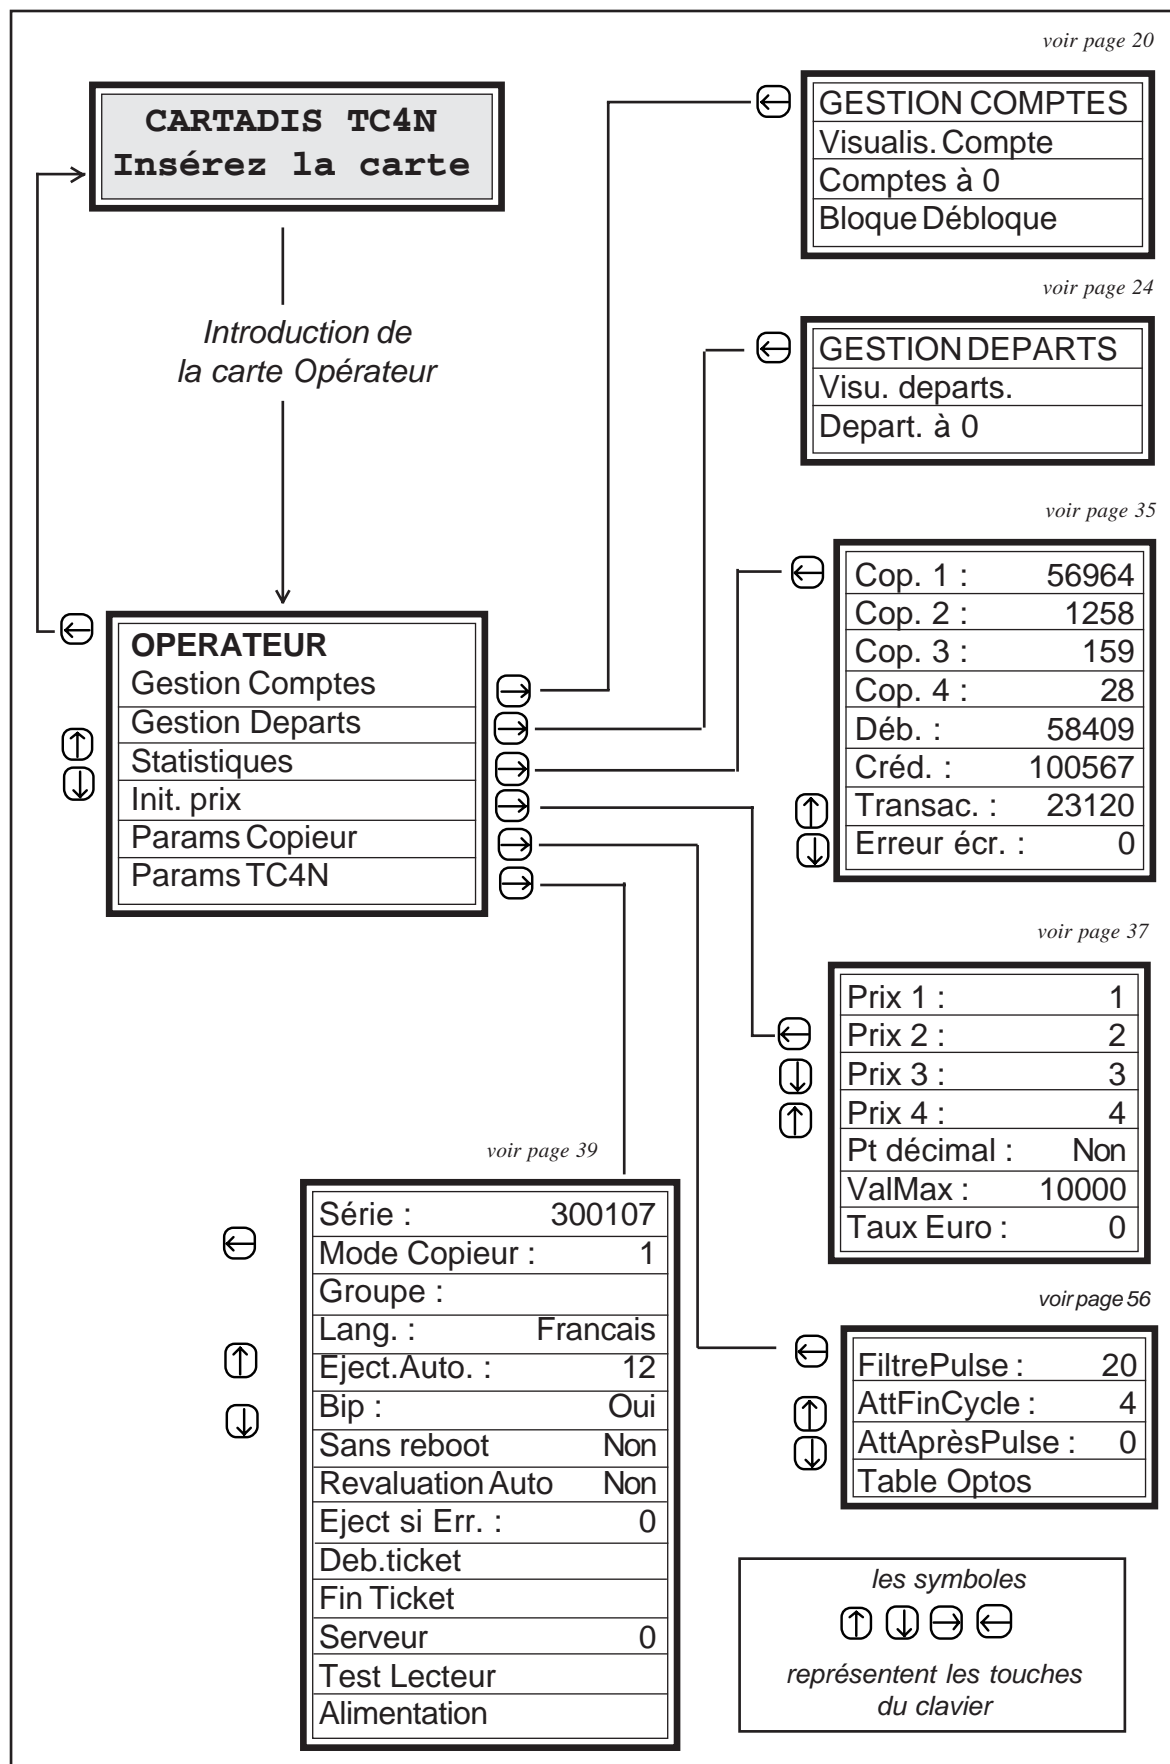 voir page 20
CARTADIS TC4N
Insérez la carte
GESTION COMPTES
Visualis. Compte
Comptes à 0
Bloque Débloque
voir page 24
Introduction de
la carte Opérateur
GESTION DEPARTS
Visu. departs.
Depart. à 0
voir page 35
Cop. 1 : 56964
Cop. 2 : 1258
Cop. 3 : 159
Cop. 4 : 28
Déb. : 58409
Créd. : 100567
Transac. : 23120
Erreur écr. : 0
OPERATEUR
Gestion Comptes
Gestion Departs
Statistiques
Init. prix
Params Copieur
Params TC4N
voir page 37
Prix 1 : 1
Prix 2 : 2
Prix 3 : 3
Prix 4 : 4
Pt décimal : Non
ValMax : 10000
Taux Euro : 0
voir page 39
Série : 300107
Mode Copieur : 1
Groupe :
Lang. : Francais
Eject.Auto. : 12
Bip : Oui
Sans reboot Non
Revaluation Auto Non
Eject si Err. : 0
Deb.ticket
Fin Ticket
Serveur 0
Test Lecteur
Alimentation
voir page 56
FiltrePulse : 20
AttFinCycle : 4
AttAprèsPulse : 0
Table Optos
les symboles
représentent les touches
du clavier